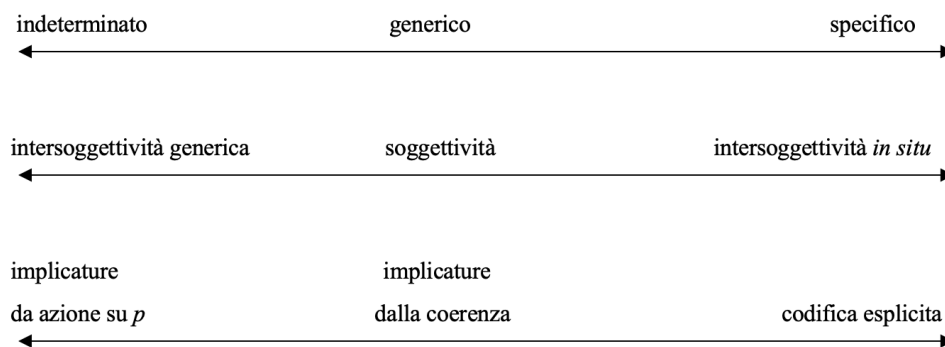 indeterminato generico specifico
intersoggettività generica soggettività intersoggettività in situ
implicature implicature
da azione su p dalla coerenza codifica esplicita